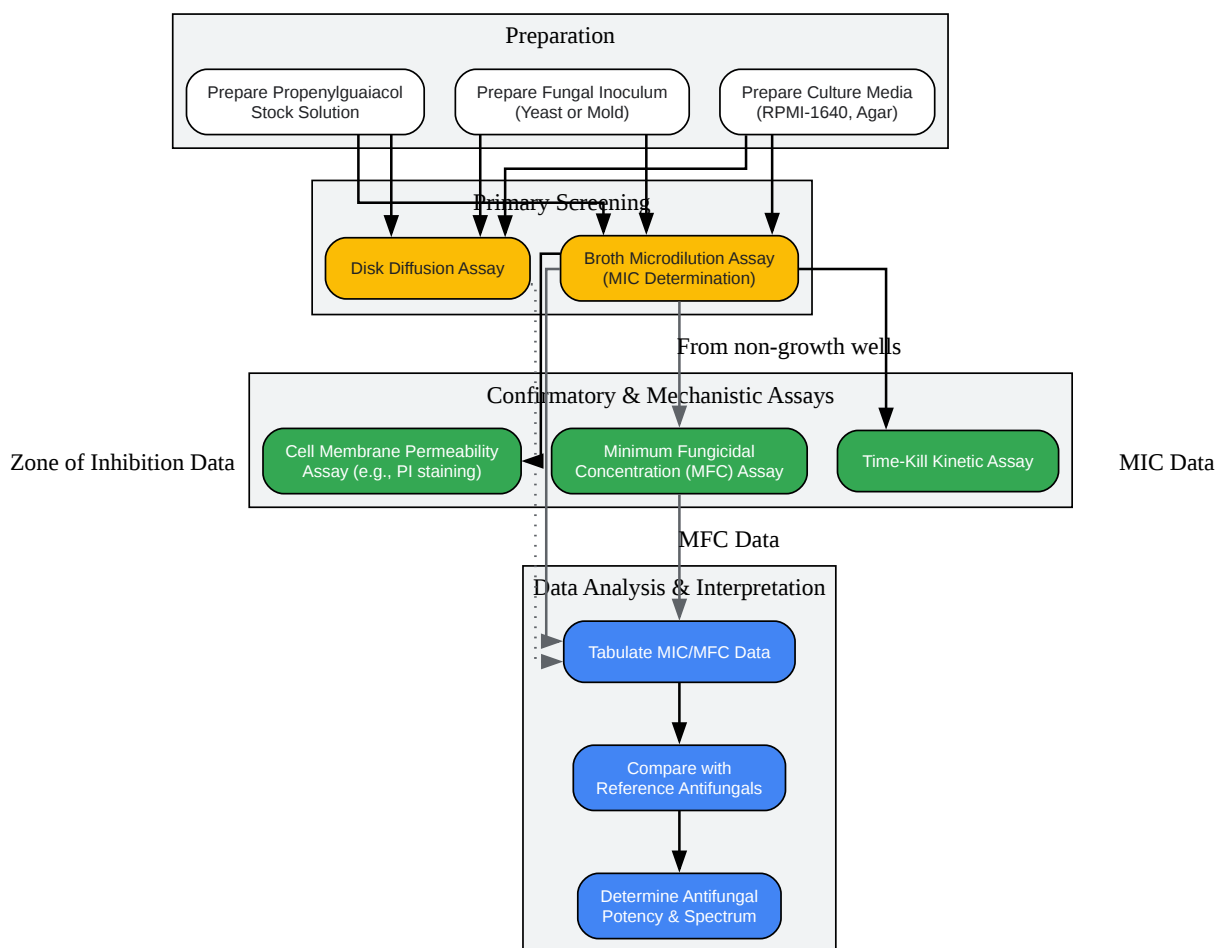 Preparation
Prepare Propenylguaiacol
Stock Solution
Prepare Fungal Inoculum
(Yeast or Mold)
Prepare Culture Media
(RPMI-1640, Agar)
Primary Screening
Disk Diffusion Assay
Broth Microdilution Assay
(MIC Determination)
From non-growth wells
Confirmatory & Mechanistic Assays
Zone of Inhibition Data
Cell Membrane Permeability
Assay (e.g., PI staining)
Minimum Fungicidal
Concentration (MFC) Assay
Time-Kill Kinetic Assay
MIC Data
MFC Data
Data Analysis & Interpretation
Tabulate MIC/MFC Data
Compare with
Reference Antifungals
Determine Antifungal
Potency & Spectrum